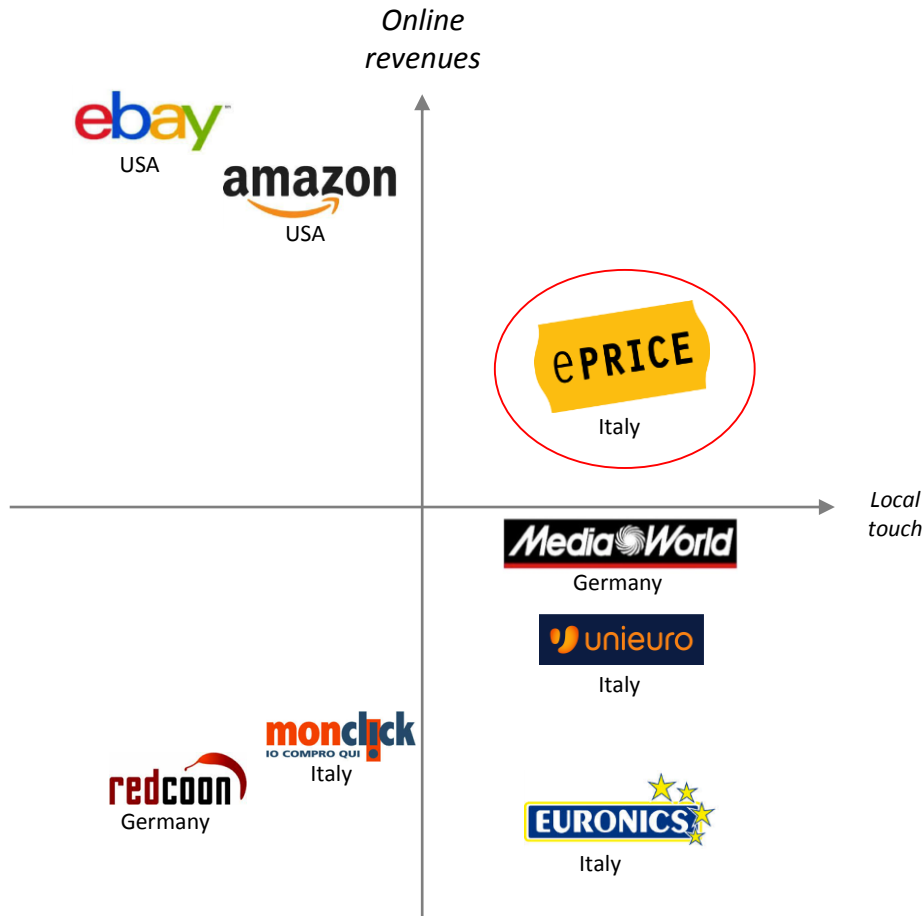 Online
revenues
ebay™
USA
amazon
USA
ePRICE
Italy
Local
touch
MediaWorld
Germany
unieuro
Italy
monclick
IO COMPRO QUI
Italy
redcoon
Germany
EURONICS
Italy